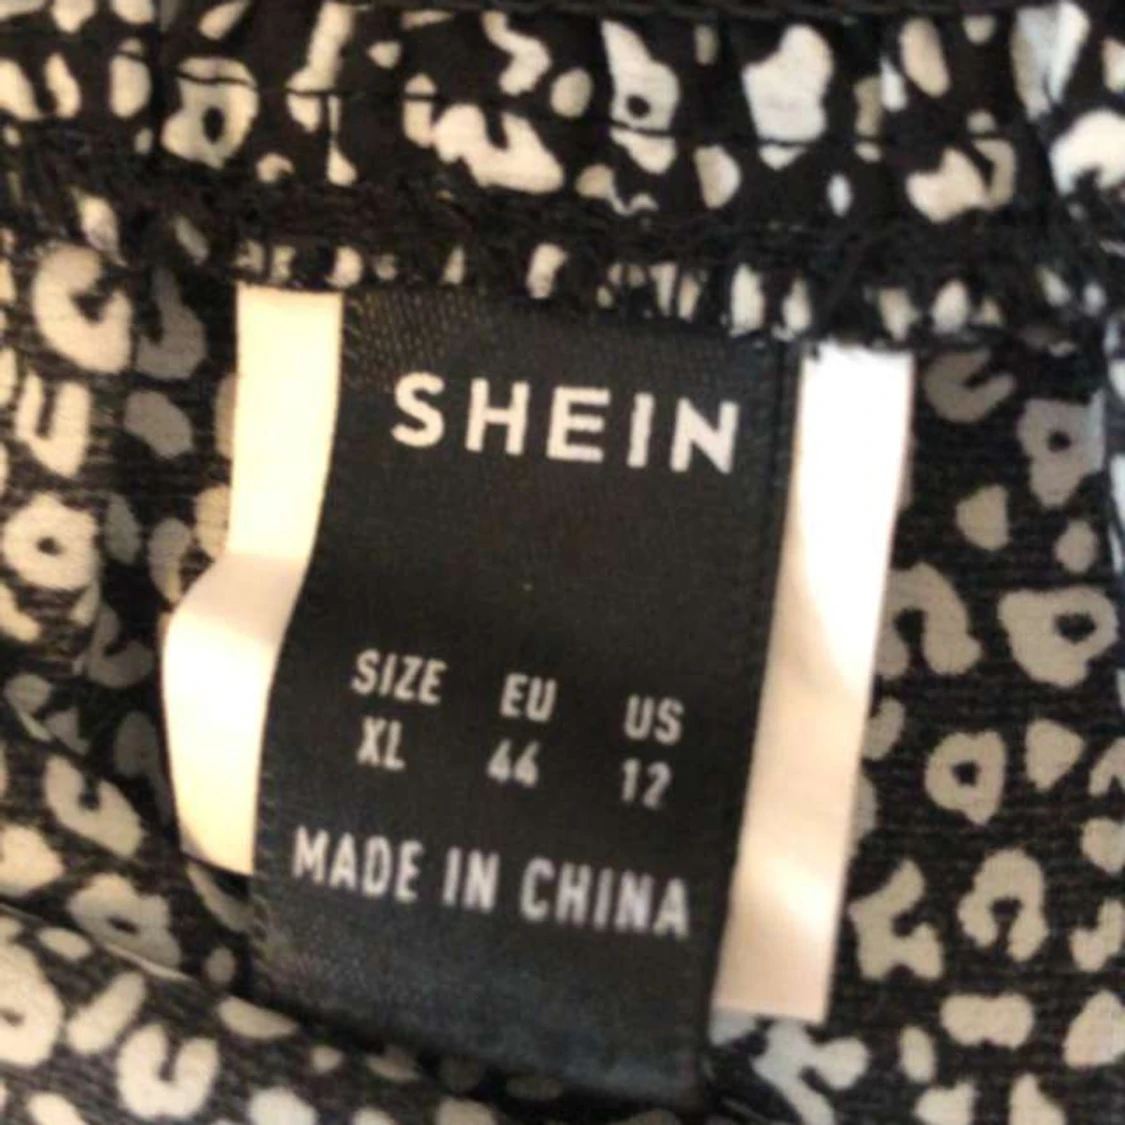 SHEIN
SIZE EU US
XL 44 12
MADE IN CHINA